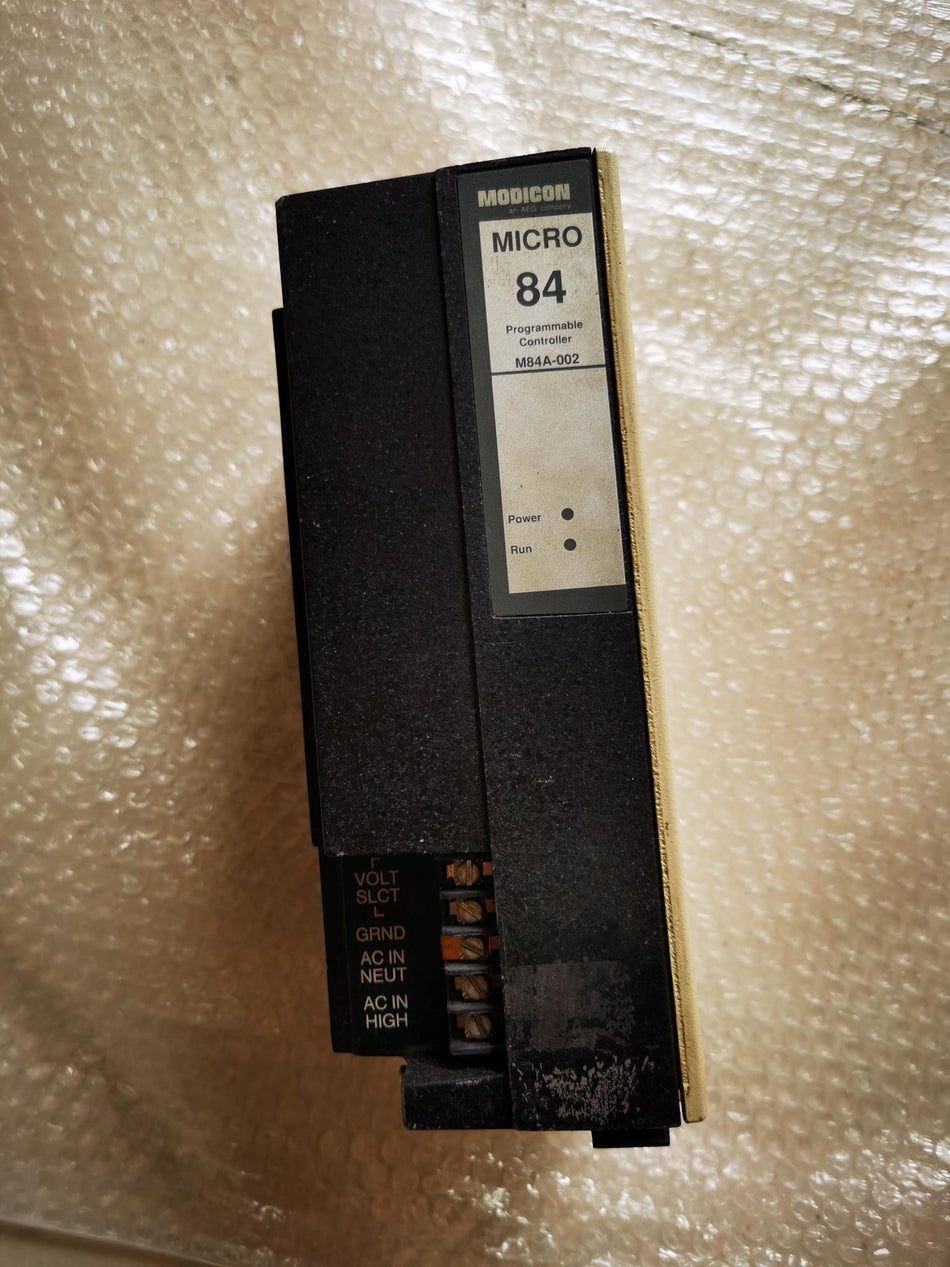 MODICON
an AEG company
MICRO
84
Programmable
Controller
M84A-002
Power
Run
VOLT
SLCT
GRND
AC IN
NEUT
AC IN
HIGH